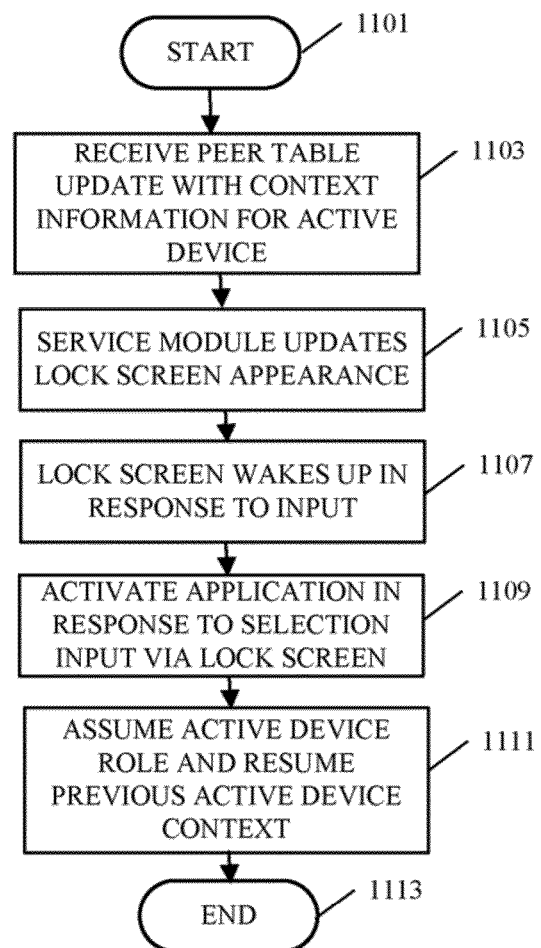 1101
START
RECEIVE PEER TABLE
UPDATE WITH CONTEXT
INFORMATION FOR ACTIVE
DEVICE
1103
SERVICE MODULE UPDATES
LOCK SCREEN APPEARANCE
1105
LOCK SCREEN WAKES UP IN
RESPONSE TO INPUT
1107
ACTIVATE APPLICATION IN
RESPONSE TO SELECTION
INPUT VIA LOCK SCREEN
1109
ASSUME ACTIVE DEVICE
ROLE AND RESUME
PREVIOUS ACTIVE DEVICE
CONTEXT
1111
END
1113